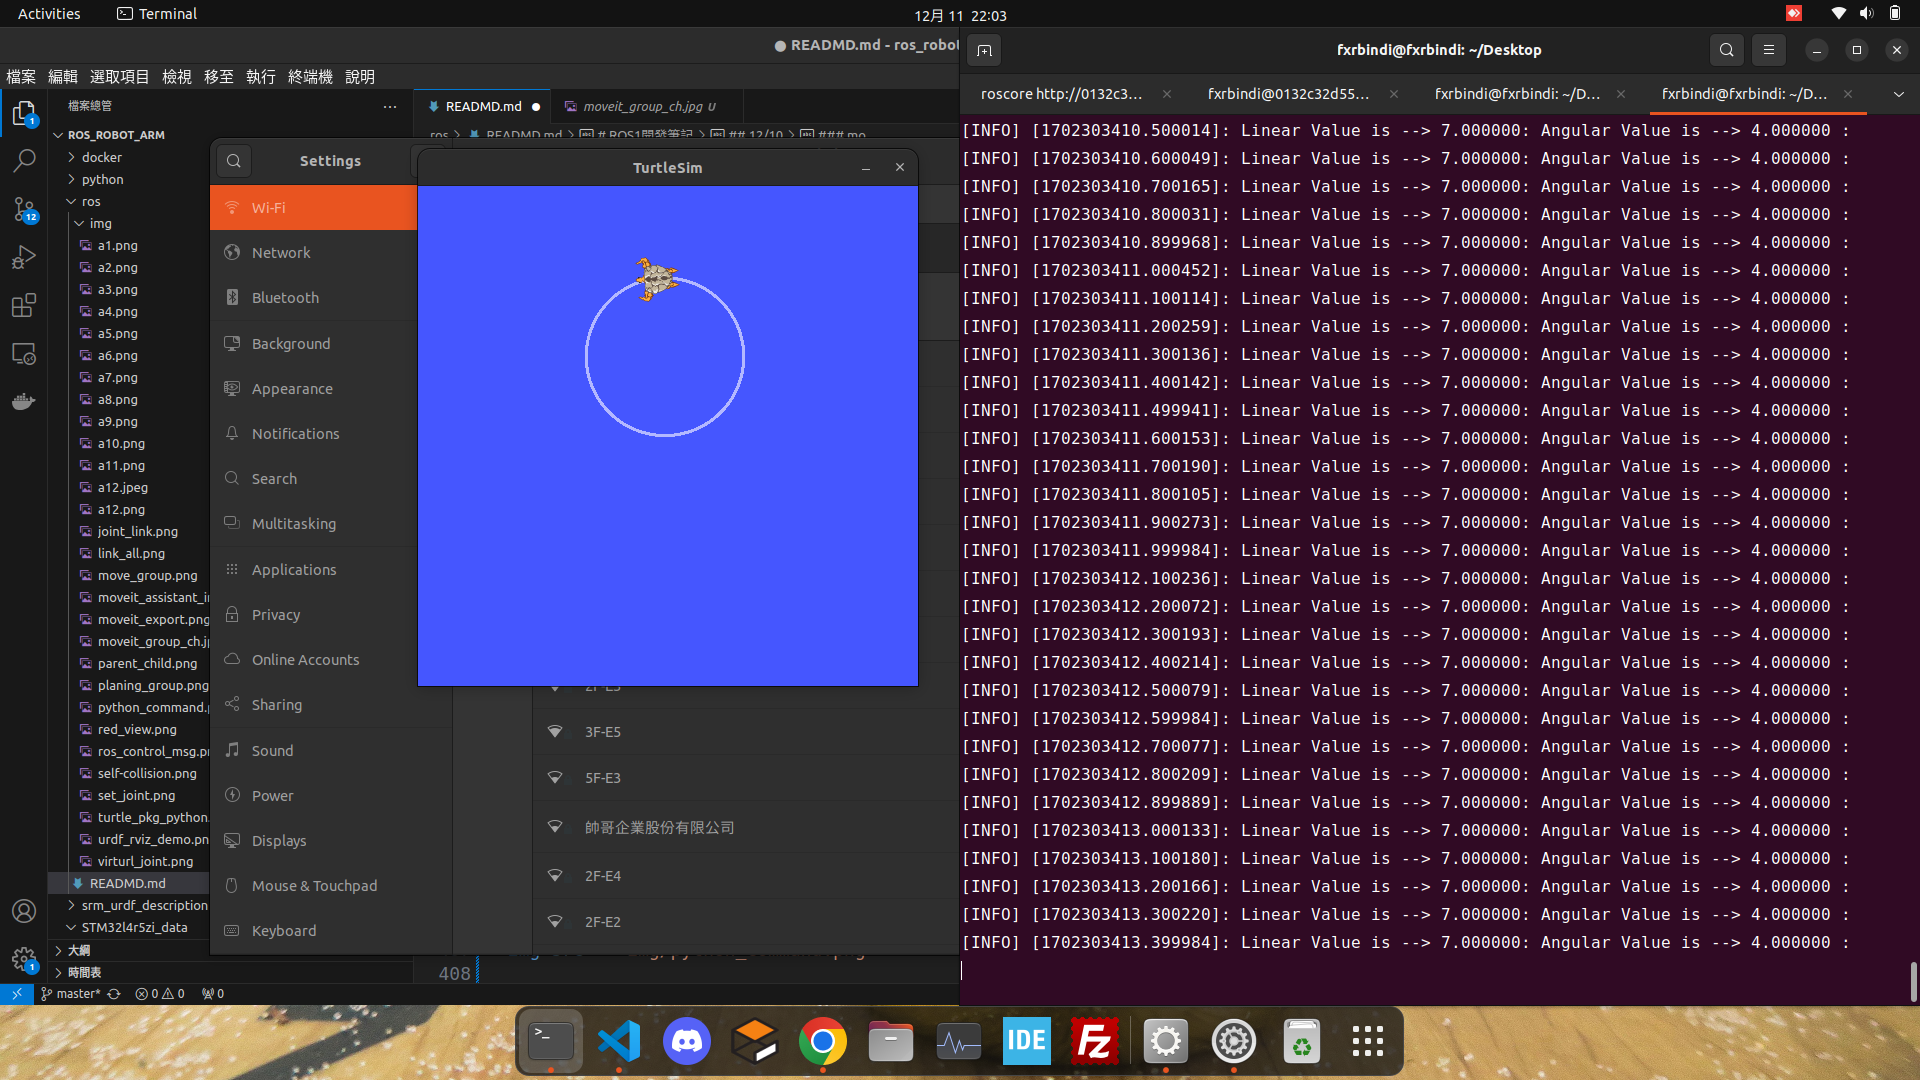 Activities
Terminal
12月 11 22:03
READMD.md - ros_robot
檔案 編輯 選取項目 檢視 移至 執行 終端機 說明
檔案總管
READMD.md
moveit_group_ch.jpg U
ros > READMD.md > # ROS1開發筆記 > ## 12/10 > ### mo
ROS_ROBOT_ARM
docker
python
ros
img
a1.png
a2.png
a3.png
a4.png
a5.png
a6.png
a7.png
a8.png
a9.png
a10.png
a11.png
a12.jpeg
a12.png
joint_link.png
link_all.png
move_group.png
moveit_assistant_i
moveit_export.png
moveit_group_ch.j
parent_child.png
planing_group.png
python_command.
red_view.png
ros_control_msg.p
self-collision.png
set_joint.png
turtle_pkg_python.
urdf_rviz_demo.pn
virturl_joint.png
READMD.md
srm_urdf_description
STM32l4r5zi_data
大綱
時間表
1
12
1
408
master*
0 0
0
Settings
Wi-Fi
Network
Bluetooth
Background
Appearance
Notifications
Search
Multitasking
Applications
Privacy
Online Accounts
Sharing
Sound
Power
Displays
Mouse & Touchpad
Keyboard
3F-E5
5F-E3
帥哥企業股份有限公司
2F-E4
2F-E2
TurtleSim
fxrbindi@fxrbindi: ~/Desktop
roscore http://0132c3...
fxrbindi@0132c32d55...
fxrbindi@fxrbindi: ~/D...
fxrbindi@fxrbindi: ~/D...
[INFO] [1702303410.500014]: Linear Value is --> 7.000000: Angular Value is --> 4.000000 :
[INFO] [1702303410.600049]: Linear Value is --> 7.000000: Angular Value is --> 4.000000 :
[INFO] [1702303410.700165]: Linear Value is --> 7.000000: Angular Value is --> 4.000000 :
[INFO] [1702303410.800031]: Linear Value is --> 7.000000: Angular Value is --> 4.000000 :
[INFO] [1702303410.899968]: Linear Value is --> 7.000000: Angular Value is --> 4.000000 :
[INFO] [1702303411.000452]: Linear Value is --> 7.000000: Angular Value is --> 4.000000 :
[INFO] [1702303411.100114]: Linear Value is --> 7.000000: Angular Value is --> 4.000000 :
[INFO] [1702303411.200259]: Linear Value is --> 7.000000: Angular Value is --> 4.000000 :
[INFO] [1702303411.300136]: Linear Value is --> 7.000000: Angular Value is --> 4.000000 :
[INFO] [1702303411.400142]: Linear Value is --> 7.000000: Angular Value is --> 4.000000 :
[INFO] [1702303411.499941]: Linear Value is --> 7.000000: Angular Value is --> 4.000000 :
[INFO] [1702303411.600153]: Linear Value is --> 7.000000: Angular Value is --> 4.000000 :
[INFO] [1702303411.700190]: Linear Value is --> 7.000000: Angular Value is --> 4.000000 :
[INFO] [1702303411.800105]: Linear Value is --> 7.000000: Angular Value is --> 4.000000 :
[INFO] [1702303411.900273]: Linear Value is --> 7.000000: Angular Value is --> 4.000000 :
[INFO] [1702303411.999984]: Linear Value is --> 7.000000: Angular Value is --> 4.000000 :
[INFO] [1702303412.100236]: Linear Value is --> 7.000000: Angular Value is --> 4.000000 :
[INFO] [1702303412.200072]: Linear Value is --> 7.000000: Angular Value is --> 4.000000 :
[INFO] [1702303412.300193]: Linear Value is --> 7.000000: Angular Value is --> 4.000000 :
[INFO] [1702303412.400214]: Linear Value is --> 7.000000: Angular Value is --> 4.000000 :
[INFO] [1702303412.500079]: Linear Value is --> 7.000000: Angular Value is --> 4.000000 :
[INFO] [1702303412.599984]: Linear Value is --> 7.000000: Angular Value is --> 4.000000 :
[INFO] [1702303412.700077]: Linear Value is --> 7.000000: Angular Value is --> 4.000000 :
[INFO] [1702303412.800209]: Linear Value is --> 7.000000: Angular Value is --> 4.000000 :
[INFO] [1702303412.899889]: Linear Value is --> 7.000000: Angular Value is --> 4.000000 :
[INFO] [1702303413.000133]: Linear Value is --> 7.000000: Angular Value is --> 4.000000 :
[INFO] [1702303413.100180]: Linear Value is --> 7.000000: Angular Value is --> 4.000000 :
[INFO] [1702303413.200166]: Linear Value is --> 7.000000: Angular Value is --> 4.000000 :
[INFO] [1702303413.300220]: Linear Value is --> 7.000000: Angular Value is --> 4.000000 :
[INFO] [1702303413.399984]: Linear Value is --> 7.000000: Angular Value is --> 4.000000 :
IDE
Fz